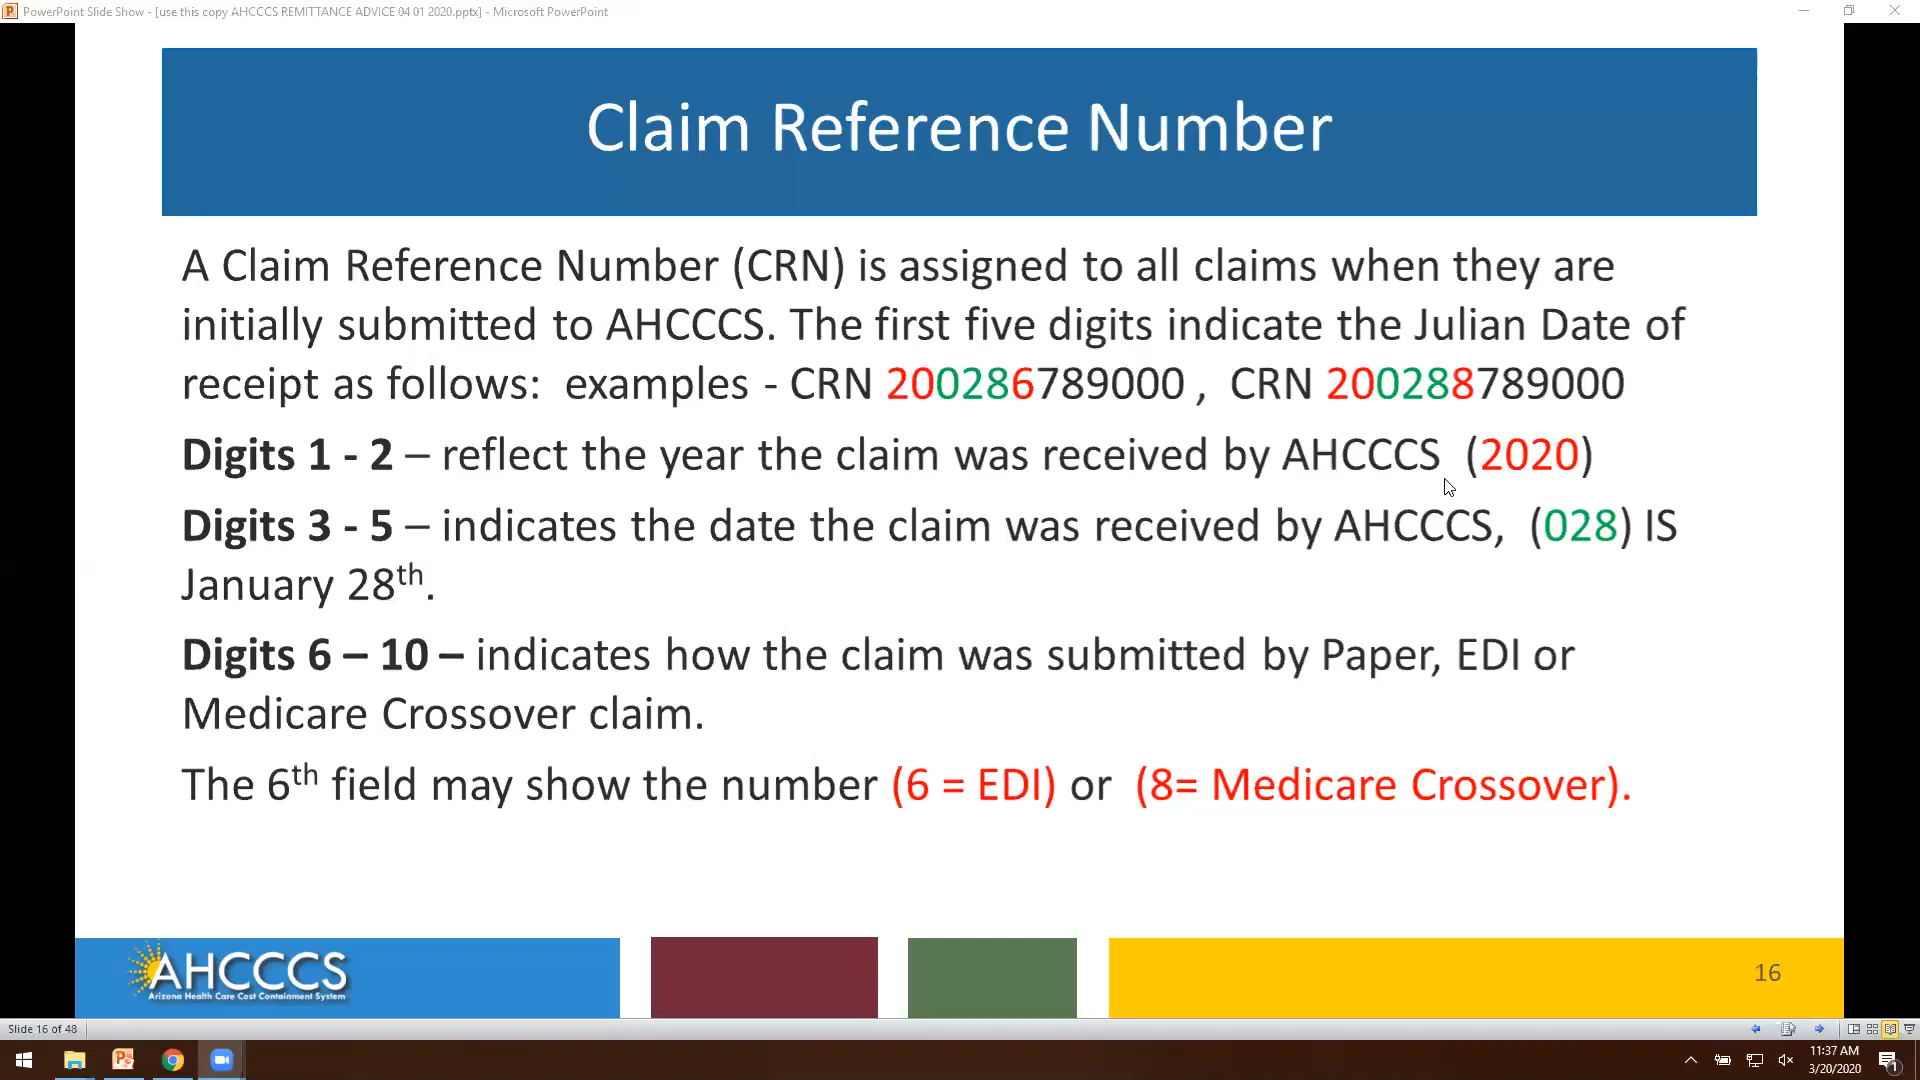 PowerPoint Slide Show - [use this copy AHCCCS REMITTANCE ADVICE 04 01 2020.pptx] - Microsoft PowerPoint
Claim Reference Number
A Claim Reference Number (CRN) is assigned to all claims when they are
initially submitted to AHCCCS. The first five digits indicate the Julian Date of
receipt as follows:  examples - CRN 200286789000 ,  CRN 200288789000
Digits 1 - 2 – reflect the year the claim was received by AHCCCS  (2020)
Digits 3 - 5 – indicates the date the claim was received by AHCCCS,  (028) IS
January 28th.
Digits 6 – 10 – indicates how the claim was submitted by Paper, EDI or
Medicare Crossover claim.
The 6th field may show the number (6 = EDI) or  (8= Medicare Crossover).
AHCCCS
Arizona Health Care Cost Containment System
16
Slide 16 of 48
11:37 AM
3/20/2020
1